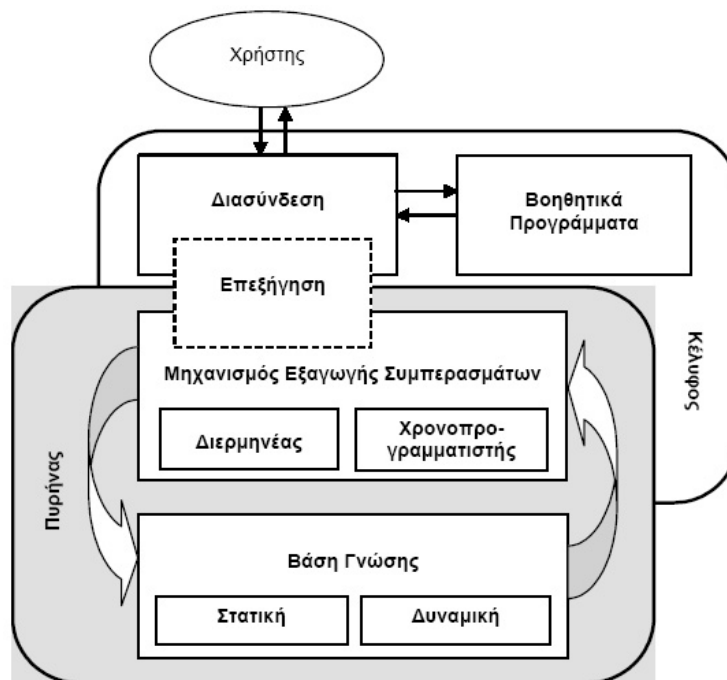 Χρήστης
Διασύνδεση
Βοηθητικά
Προγράμματα
Επεξήγηση
Μηχανισμός Εξαγωγής Συμπερασμάτων
Διερμηνέας
Χρονοπρο-
γραμματιστής
Κέλυφος
Πυρήνας
Βάση Γνώσης
Στατική
Δυναμική